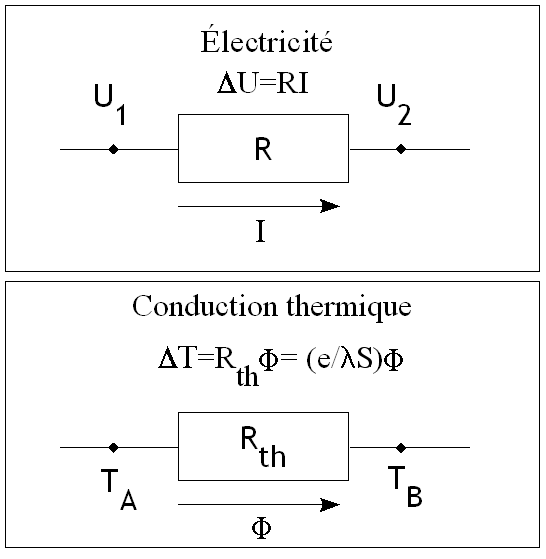 Électricité
ΔU=RI
U1 U2
R
I
Conduction thermique
ΔT=RthΦ= (e/λS)Φ
Rth
TA TB
Φ